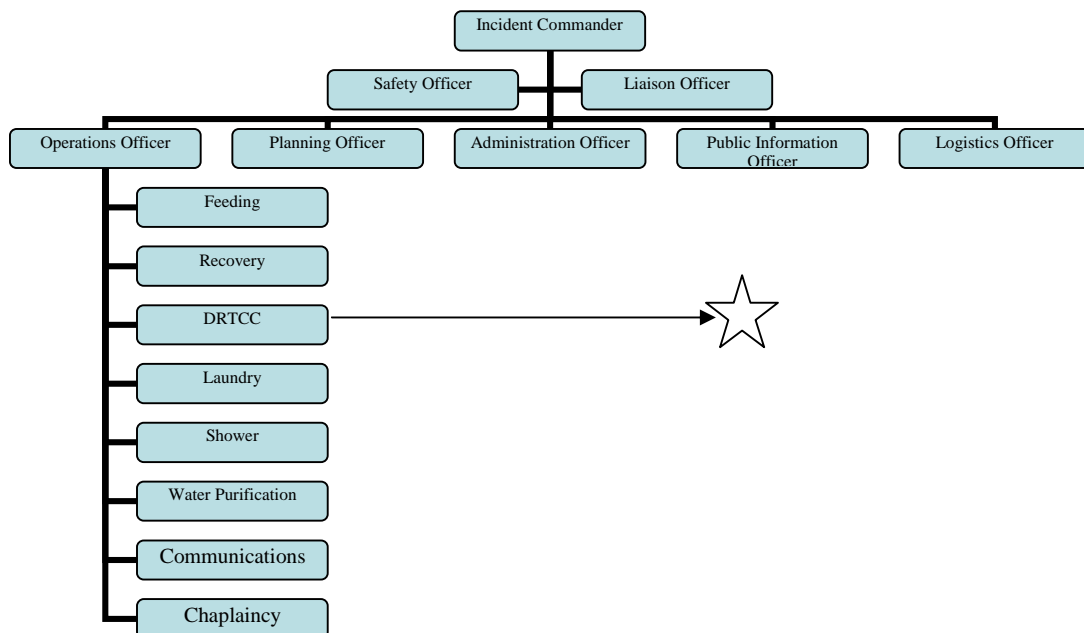 Incident Commander
Safety Officer
Liaison Officer
Operations Officer
Planning Officer
Administration Officer
Public Information
Officer
Logistics Officer
Feeding
Recovery
DRTCC
Laundry
Shower
Water Purification
Communications
Chaplaincy